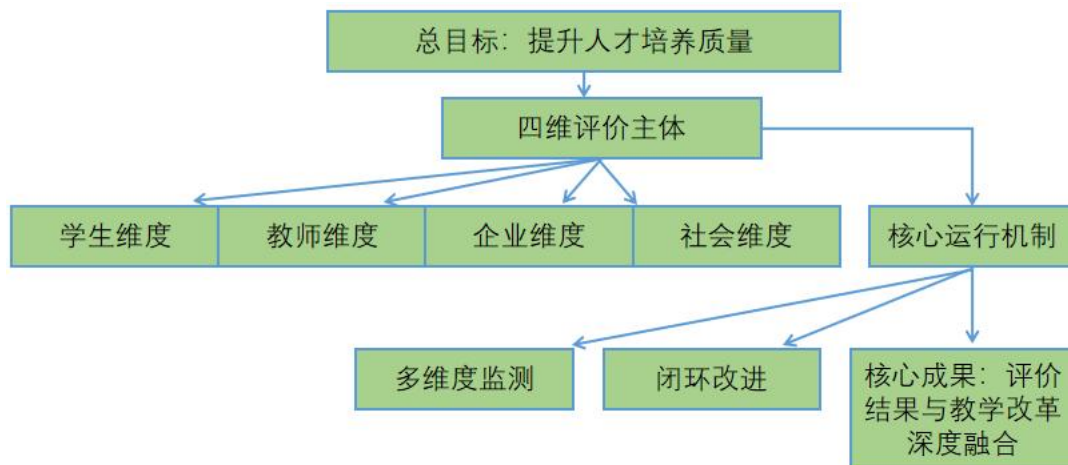 总目标：提升人才培养质量
四维评价主体
学生维度
教师维度
企业维度
社会维度
核心运行机制
多维度监测
闭环改进
核心成果：评价
结果与教学改革
深度融合